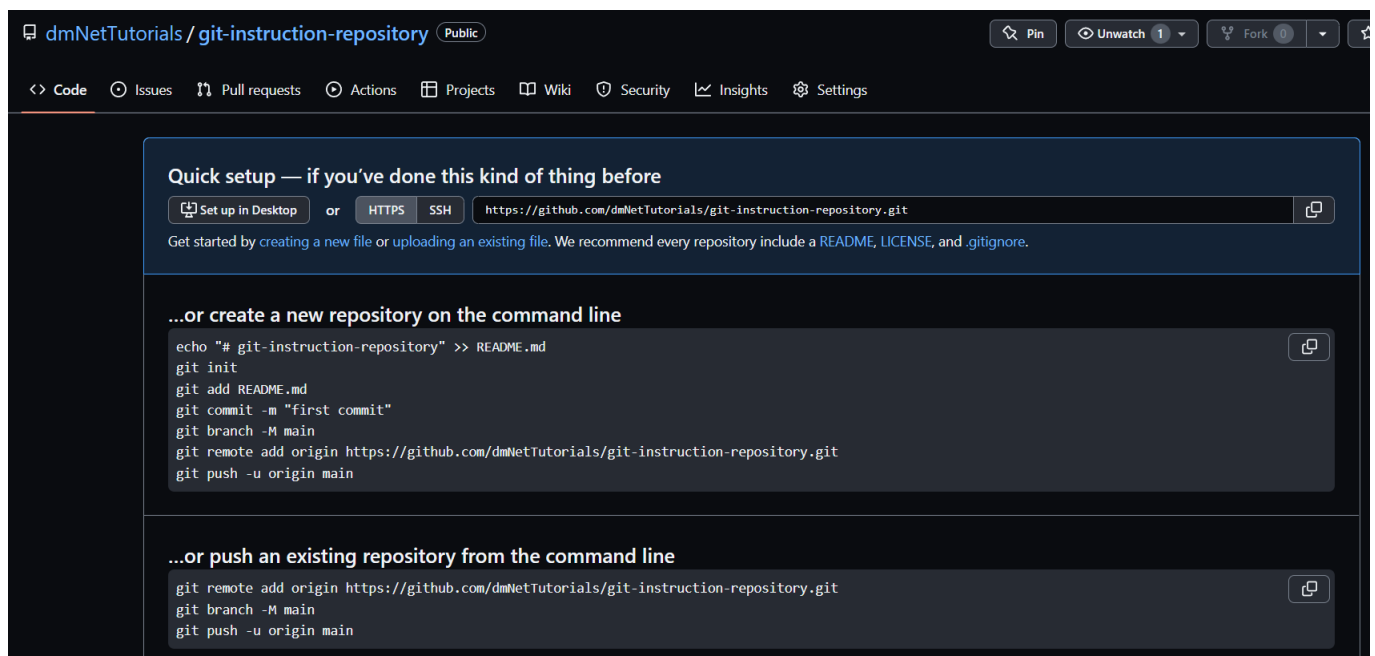 dmNetTutorials / git-instruction-repository Public
Pin
Unwatch 1
Fork 0
Code Issues Pull requests Actions Projects Wiki Security Insights Settings
Quick setup — if you’ve done this kind of thing before
Set up in Desktop or HTTPS SSH https://github.com/dmNetTutorials/git-instruction-repository.git
Get started by creating a new file or uploading an existing file. We recommend every repository include a README, LICENSE, and .gitignore.
…or create a new repository on the command line
echo "# git-instruction-repository" >> README.md
git init
git add README.md
git commit -m "first commit"
git branch -M main
git remote add origin https://github.com/dmNetTutorials/git-instruction-repository.git
git push -u origin main
…or push an existing repository from the command line
git remote add origin https://github.com/dmNetTutorials/git-instruction-repository.git
git branch -M main
git push -u origin main